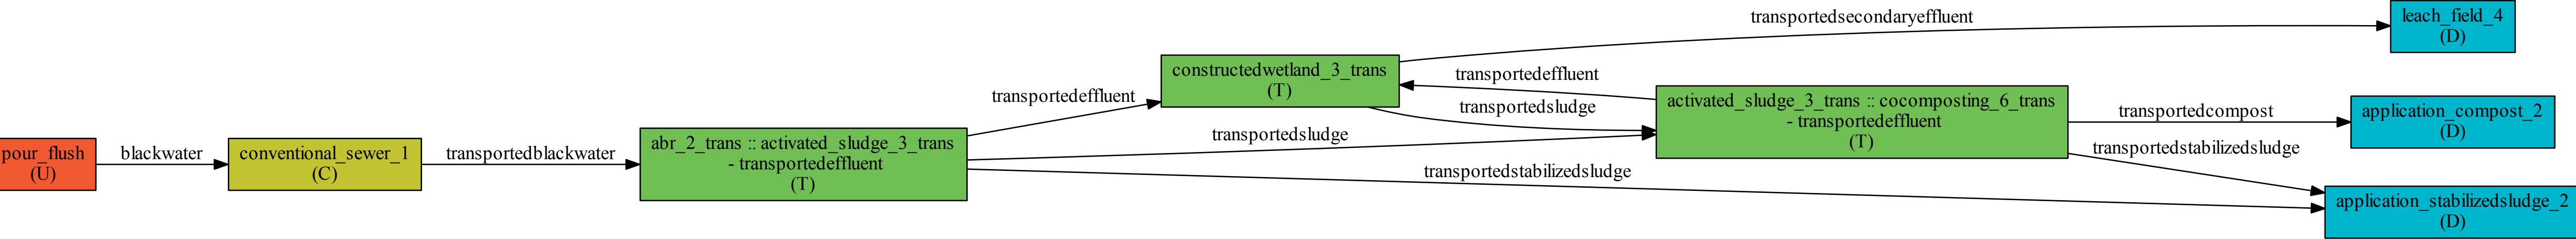 pour_flush
(U)
blackwater
conventional_sewer_1
(C)
transportedblackwater
abr_2_trans :: activated_sludge_3_trans
- transportedeffluent
(T)
transportedeffluent
transportedsludge
transportedstabilizedsludge
constructedwetland_3_trans
(T)
transportedsecondaryeffluent
transportedeffluent
transportedsludge
activated_sludge_3_trans :: cocomposting_6_trans
- transportedeffluent
(T)
transportedcompost
transportedstabilizedsludge
leach_field_4
(D)
application_compost_2
(D)
application_stabilizedsludge_2
(D)